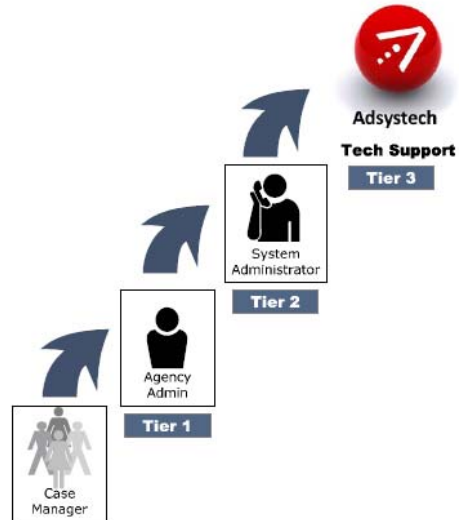 Adsystech
Tech Support
Tier 3
System
Administrator
Tier 2
Agency
Admin
Tier 1
Case
Manager